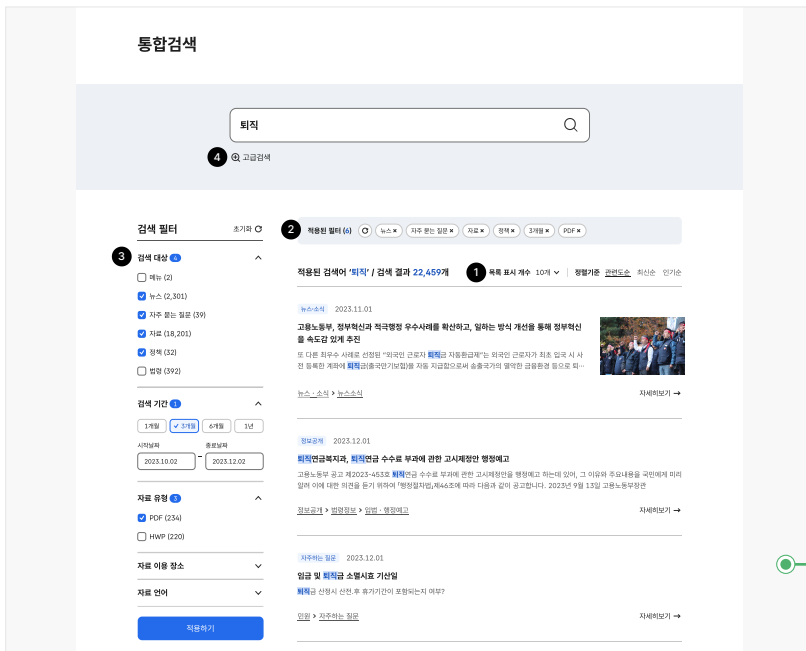 통합검색
퇴직
4 고급검색
검색 필터 초기화
3 검색 대상 4
메뉴 (2)
뉴스 (2,301)
자주 묻는 질문 (39)
자료 (18,201)
정책 (32)
법령 (392)
검색 기간 1
1개월 3개월 6개월 1년
시작날짜 종료날짜
2023.10.02 – 2023.12.02
자료 유형 3
PDF (234)
HWP (220)
자료 이용 장소
자료 언어
적용하기
2 적용된 필터 (6) 뉴스 × 자주 묻는 질문 × 자료 × 정책 × 3개월 × PDF ×
적용된 검색어 '퇴직' / 검색 결과 22,459개 1 목록 표시 개수 10개 정렬기준 관련도순 최신순 인기순
뉴스·소식 2023.11.01
고용노동부, 정부혁신과 적극행정 우수사례를 확산하고, 일하는 방식 개선을 통해 정부혁신
을 속도감 있게 추진
또 다른 최우수 사례로 선정된 "외국인 근로자 퇴직금 자동환급제"는 외국인 근로자가 최초 입국 시 사
전 등록한 계좌에 퇴직금(출국만기보험)을 자동 지급함으로써 송출국가의 열악한 금융환경 등으로 퇴…
뉴스 · 소식 > 뉴스소식 자세히보기 →
정보공개 2023.12.01
퇴직연금복지과, 퇴직연금 수수료 부과에 관한 고시제정안 행정예고
고용노동부 공고 제2023-453호 퇴직연금 수수료 부과에 관한 고시제정안을 행정예고 하는데 있어, 그 이유와 주요내용을 국민에게 미리
알려 이에 대한 의견을 듣기 위하여 「행정절차법」제46조에 따라 다음과 같이 공고합니다. 2023년 9월 13일 고용노동부장관
정보공개 > 법령정보 > 입법 · 행정예고 자세히보기 →
자주하는 질문 2023.12.01
임금 및 퇴직금 소멸시효 기산일
퇴직금 산정시 산전.후 휴가기간이 포함되는지 여부?
민원 > 자주하는 질문 자세히보기 →